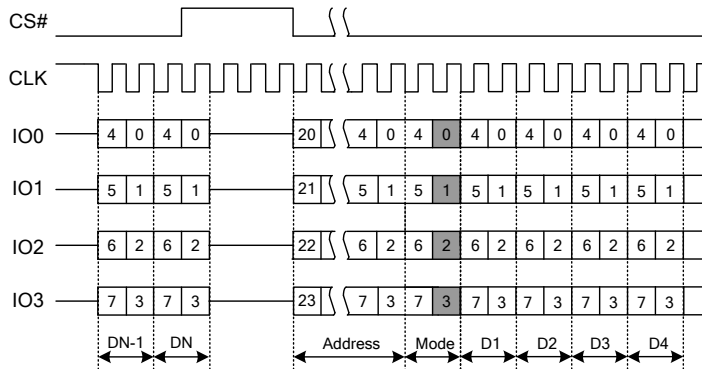 CS#
CLK
IO0 4 0 4 0 20 4 0 4 0 4 0 4 0 4 0 4 0
IO1 5 1 5 1 21 5 1 5 1 5 1 5 1 5 1 5 1
IO2 6 2 6 2 22 6 2 6 2 6 2 6 2 6 2 6 2
IO3 7 3 7 3 23 7 3 7 3 7 3 7 3 7 3 7 3
DN-1 DN Address Mode D1 D2 D3 D4